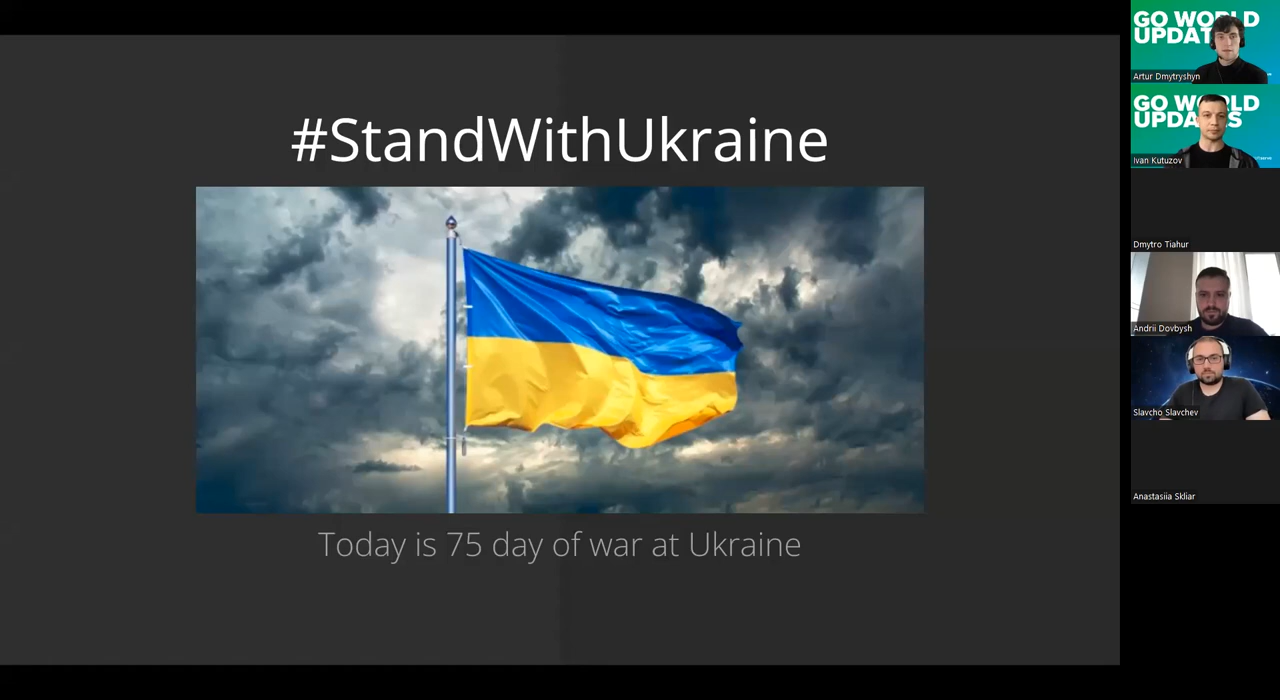 #StandWithUkraine
Today is 75 day of war at Ukraine
GO WORLD
UPDAT
Artur Dmytryshyn
GO WORLD
UPDATES
Ivan Kutuzov
Dmytro Tiahur
Andrii Dovbysh
Slavcho Slavchev
Anastasiia Skliar